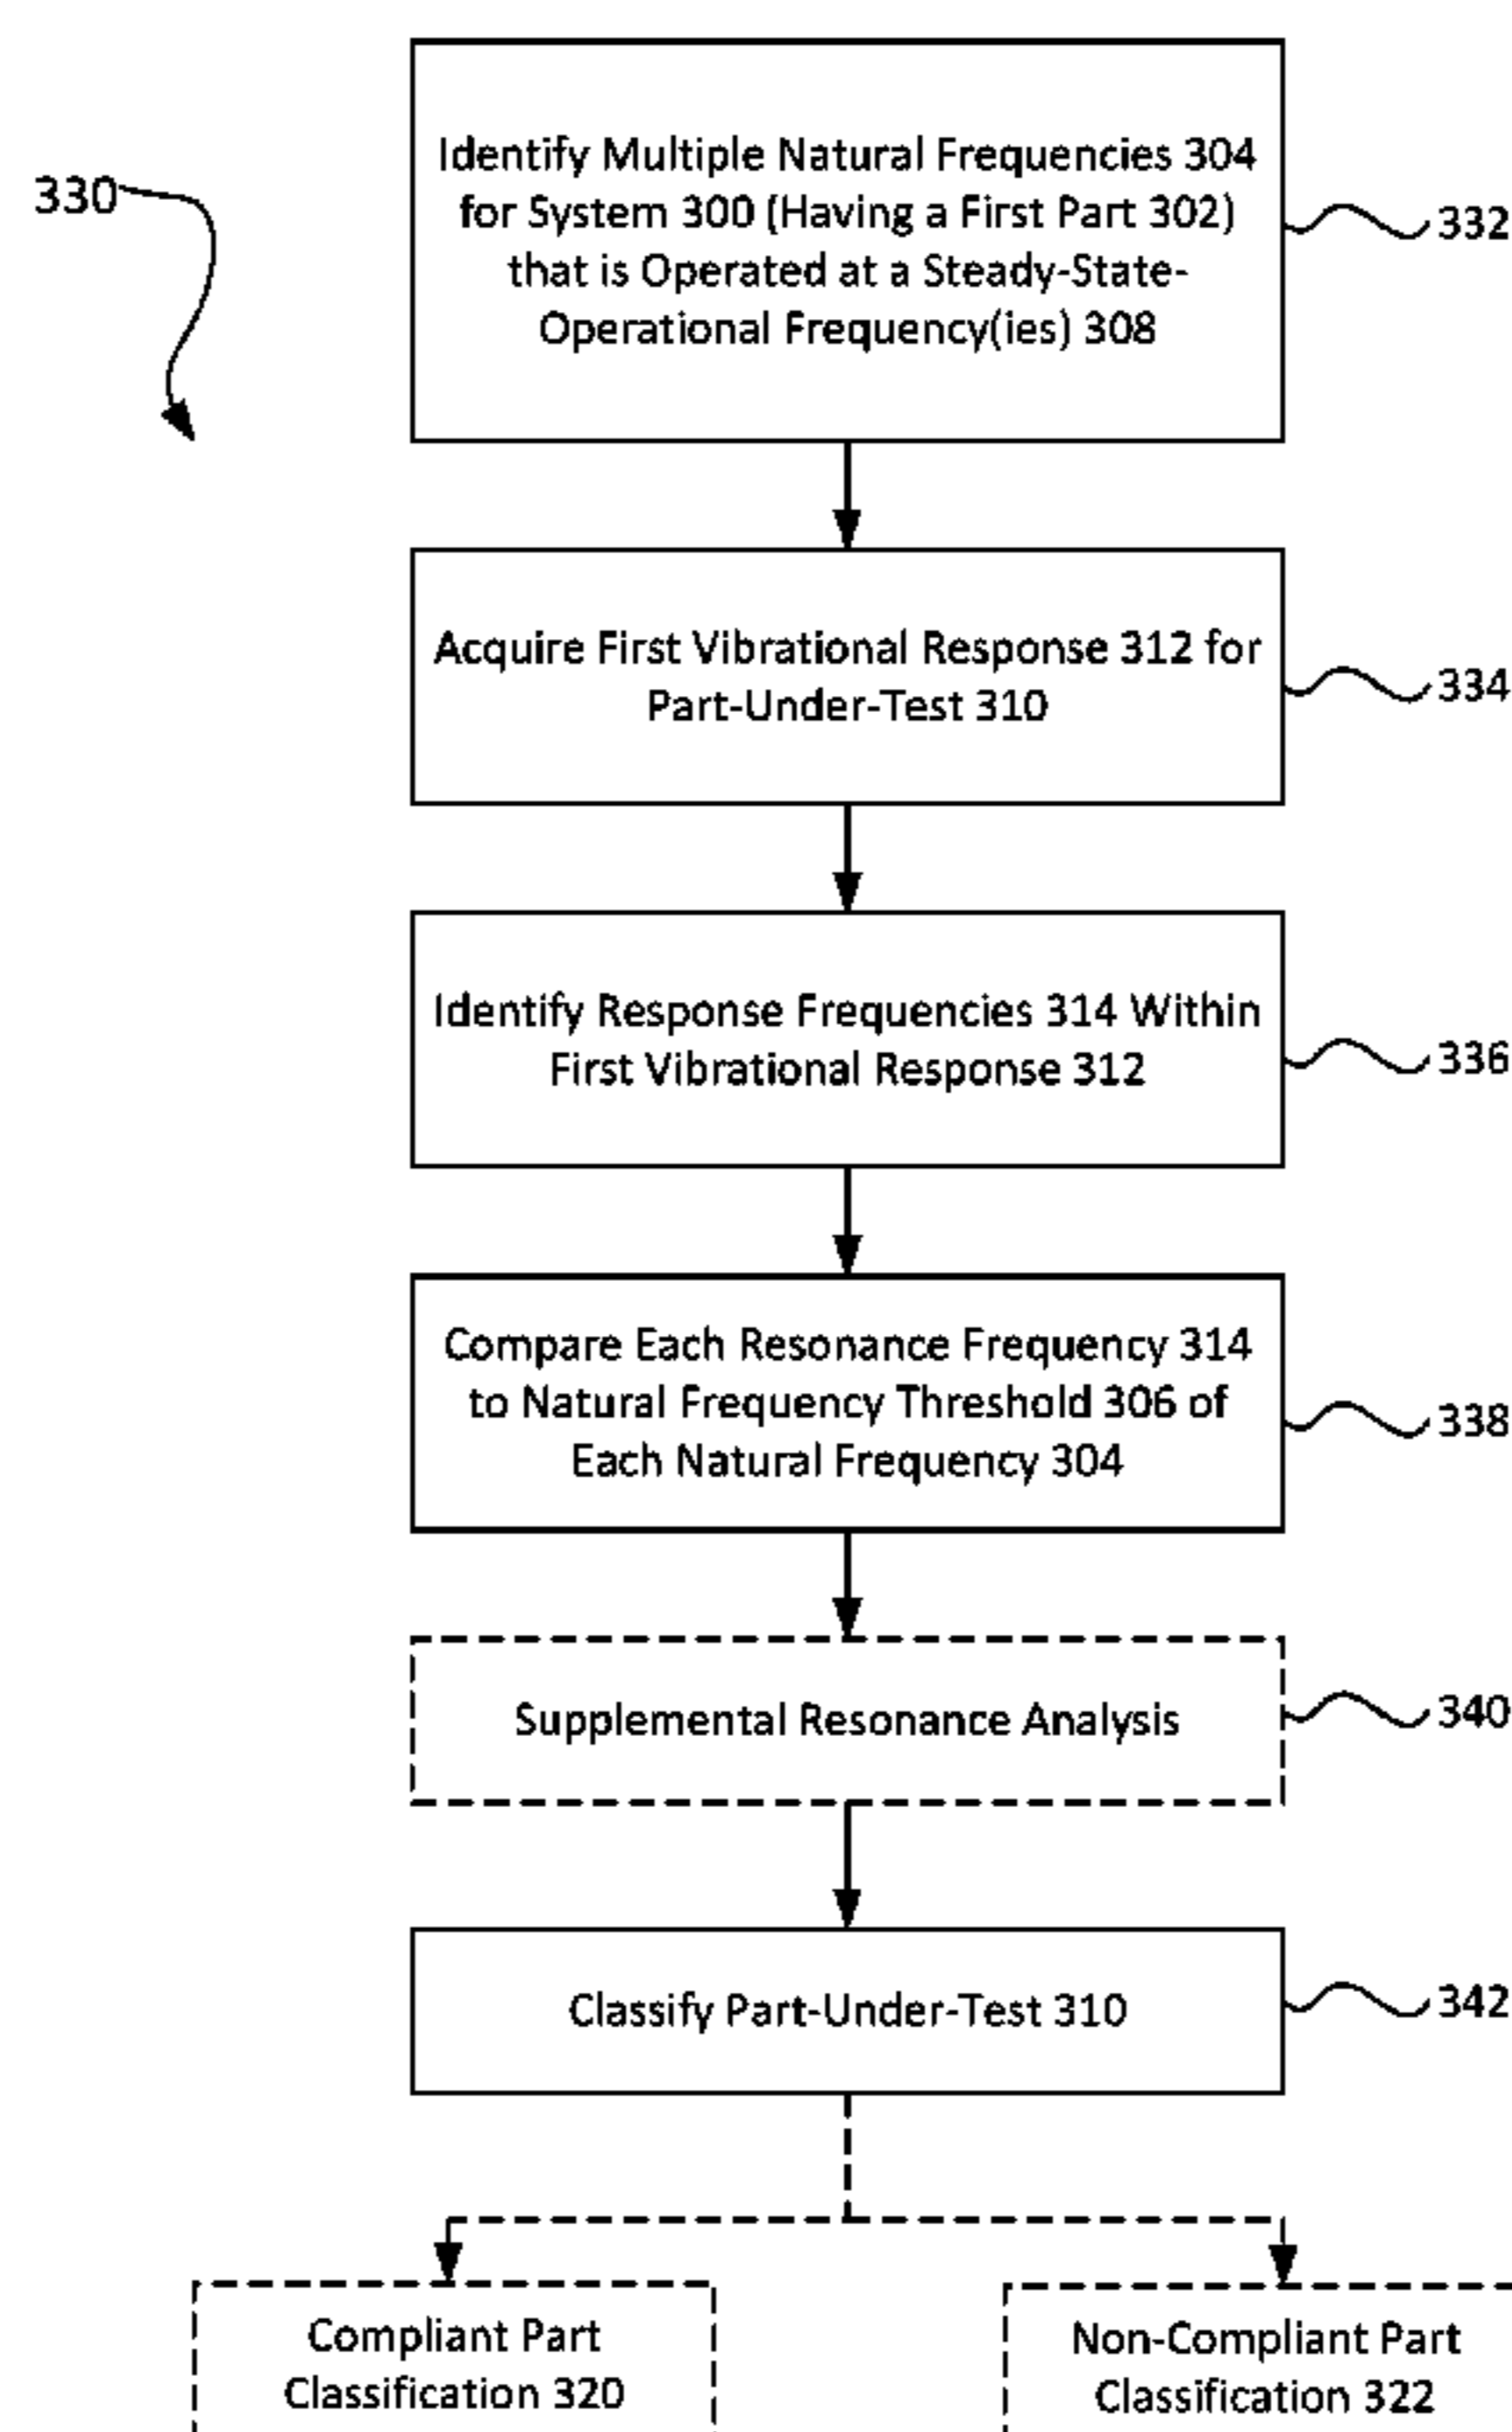 330
Identify Multiple Natural Frequencies 304
for System 300 (Having a First Part 302)
that is Operated at a Steady-State-
Operational Frequency(ies) 308
332
Acquire First Vibrational Response 312 for
Part-Under-Test 310
334
Identify Response Frequencies 314 Within
First Vibrational Response 312
336
Compare Each Resonance Frequency 314
to Natural Frequency Threshold 306 of
Each Natural Frequency 304
338
Supplemental Resonance Analysis
340
Classify Part-Under-Test 310
342
Compliant Part
Classification 320
Non-Compliant Part
Classification 322